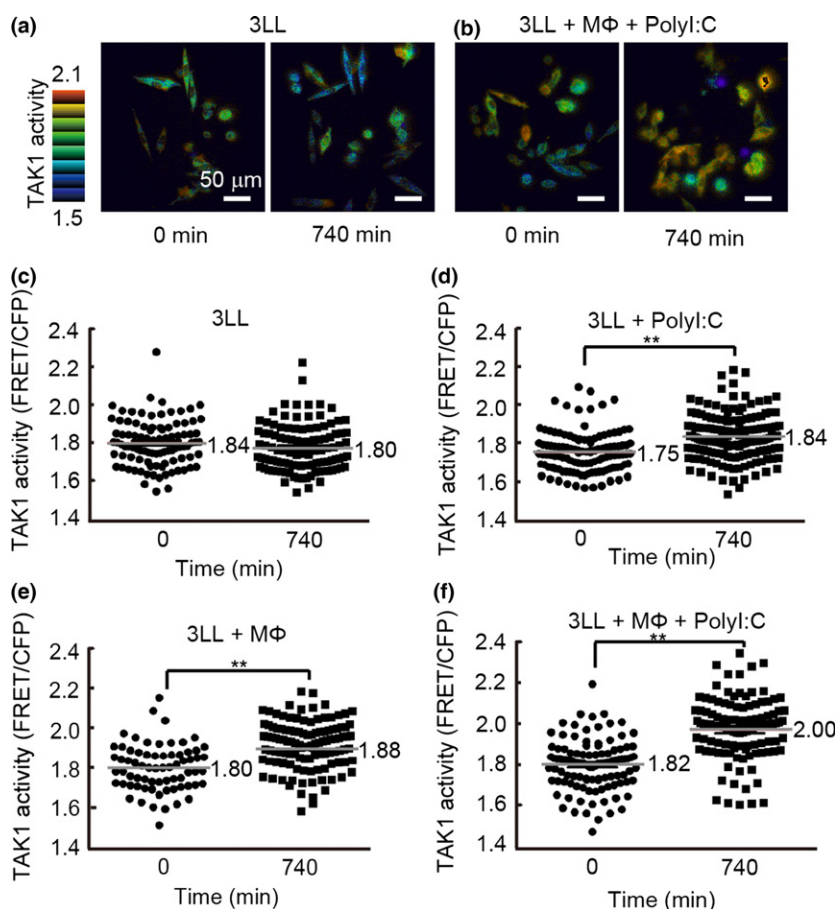 (a) 3LL
(b) 3LL + MΦ + PolyI:C
TAK1 activity
2.1
1.5
50 μm
0 min
740 min
0 min
740 min
(c) 3LL
TAK1 activity (FRET/CFP)
2.4
2.2
2.0
1.8
1.6
1.4
1.84
1.80
0
740
Time (min)
(d) 3LL + PolyI:C
TAK1 activity (FRET/CFP)
2.4
2.2
2.0
1.8
1.6
1.4
**
1.75
1.84
0
740
Time (min)
(e) 3LL + MΦ
TAK1 activity (FRET/CFP)
2.4
2.2
2.0
1.8
1.6
1.4
**
1.80
1.88
0
740
Time (min)
(f) 3LL + MΦ + PolyI:C
TAK1 activity (FRET/CFP)
2.4
2.2
2.0
1.8
1.6
1.4
**
1.82
2.00
0
740
Time (min)